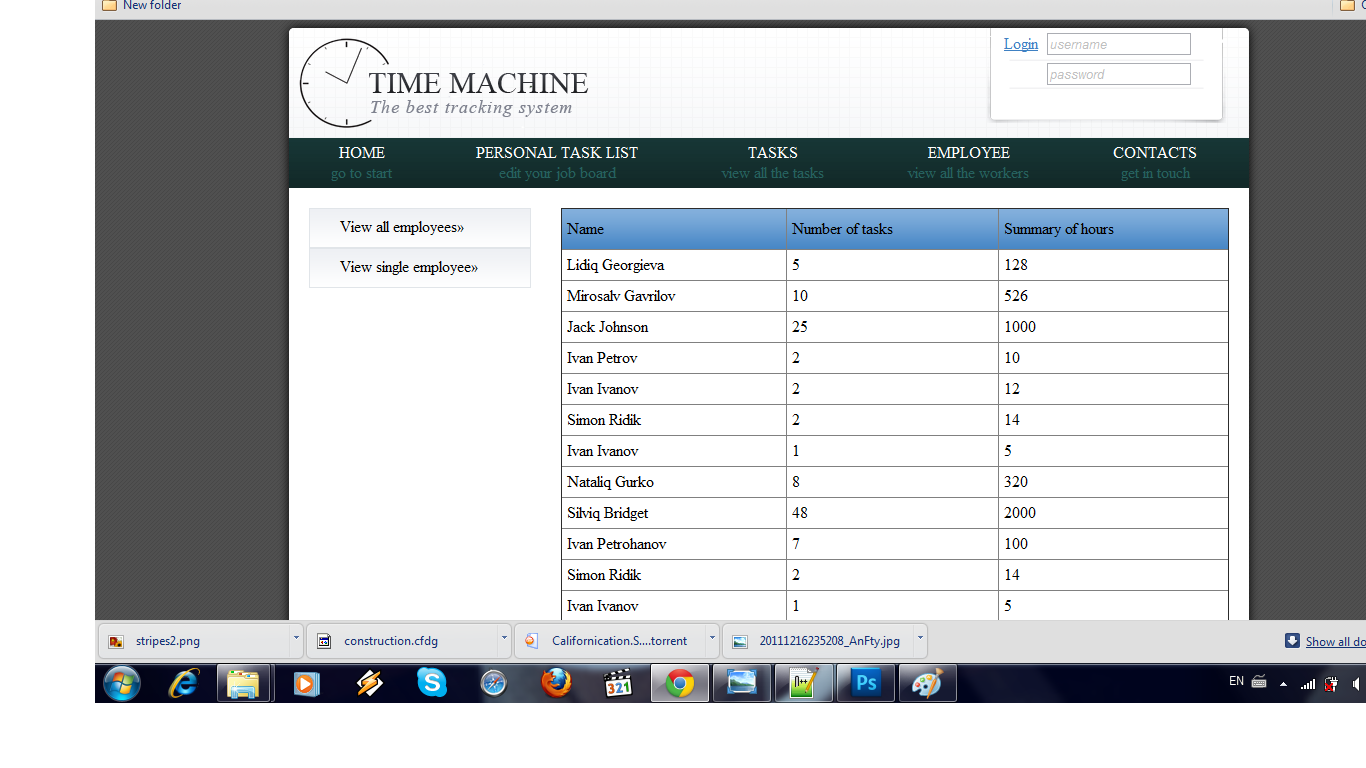 New folder
Login username
password
TIME MACHINE
The best tracking system
HOME PERSONAL TASK LIST TASKS EMPLOYEE CONTACTS
go to start edit your job board view all the tasks view all the workers get in touch
View all employees»
View single employee»
Name Number of tasks Summary of hours
Lidiq Georgieva 5 128
Mirosalv Gavrilov 10 526
Jack Johnson 25 1000
Ivan Petrov 2 10
Ivan Ivanov 2 12
Simon Ridik 2 14
Ivan Ivanov 1 5
Nataliq Gurko 8 320
Silviq Bridget 48 2000
Ivan Petrohanov 7 100
Simon Ridik 2 14
Ivan Ivanov 1 5
stripes2.png construction.cfdg Californication.S....torrent 20111216235208_AnFty.jpg Show all do
321 n++ Ps EN